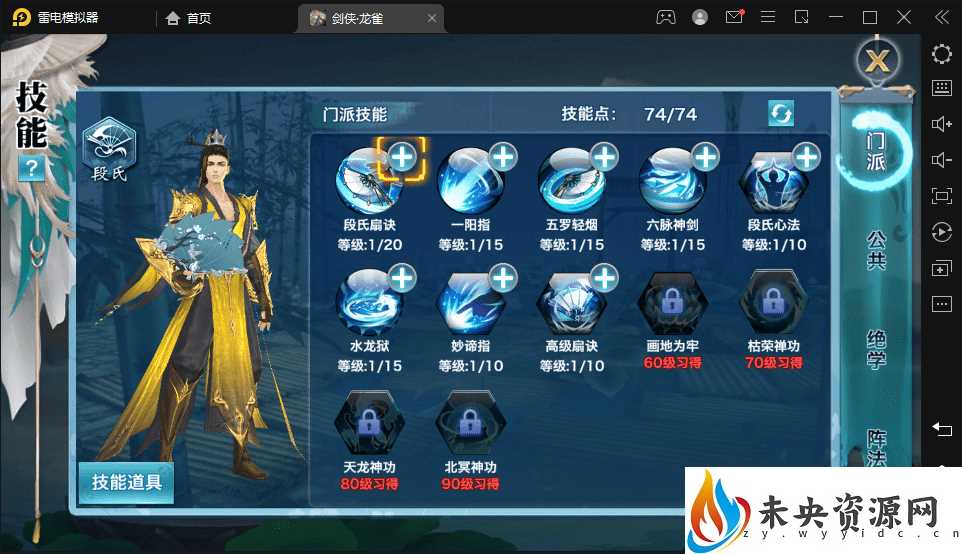 雷电模拟器
首页
剑侠·龙雀
技能
?
段氏
门派技能
技能点: 74/74
段氏扇诀
等级:1/20
一阳指
等级:1/15
五罗轻烟
等级:1/15
六脉神剑
等级:1/15
段氏心法
等级:1/10
水龙狱
等级:1/15
妙谛指
等级:1/10
高级扇诀
等级:1/10
画地为牢
60级习得
枯荣禅功
70级习得
天龙神功
80级习得
北冥神功
90级习得
技能道具
门派
公共
绝学
阵法
未央资源网
zy.wyyidc.cn